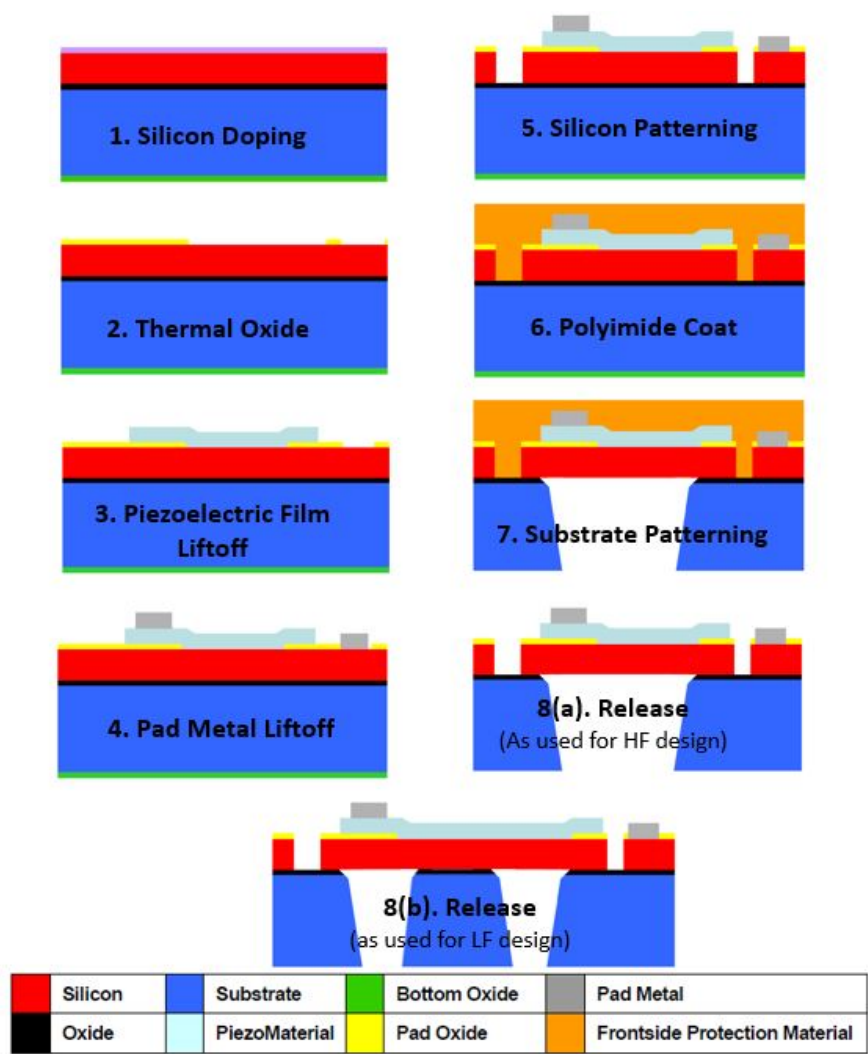 1. Silicon Doping
2. Thermal Oxide
3. Piezoelectric Film
Liftoff
4. Pad Metal Liftoff
5. Silicon Patterning
6. Polyimide Coat
7. Substrate Patterning
8(a). Release
(As used for HF design)
8(b). Release
(as used for LF design)
Silicon
Substrate
Bottom Oxide
Pad Metal
Oxide
PiezoMaterial
Pad Oxide
Frontside Protection Material